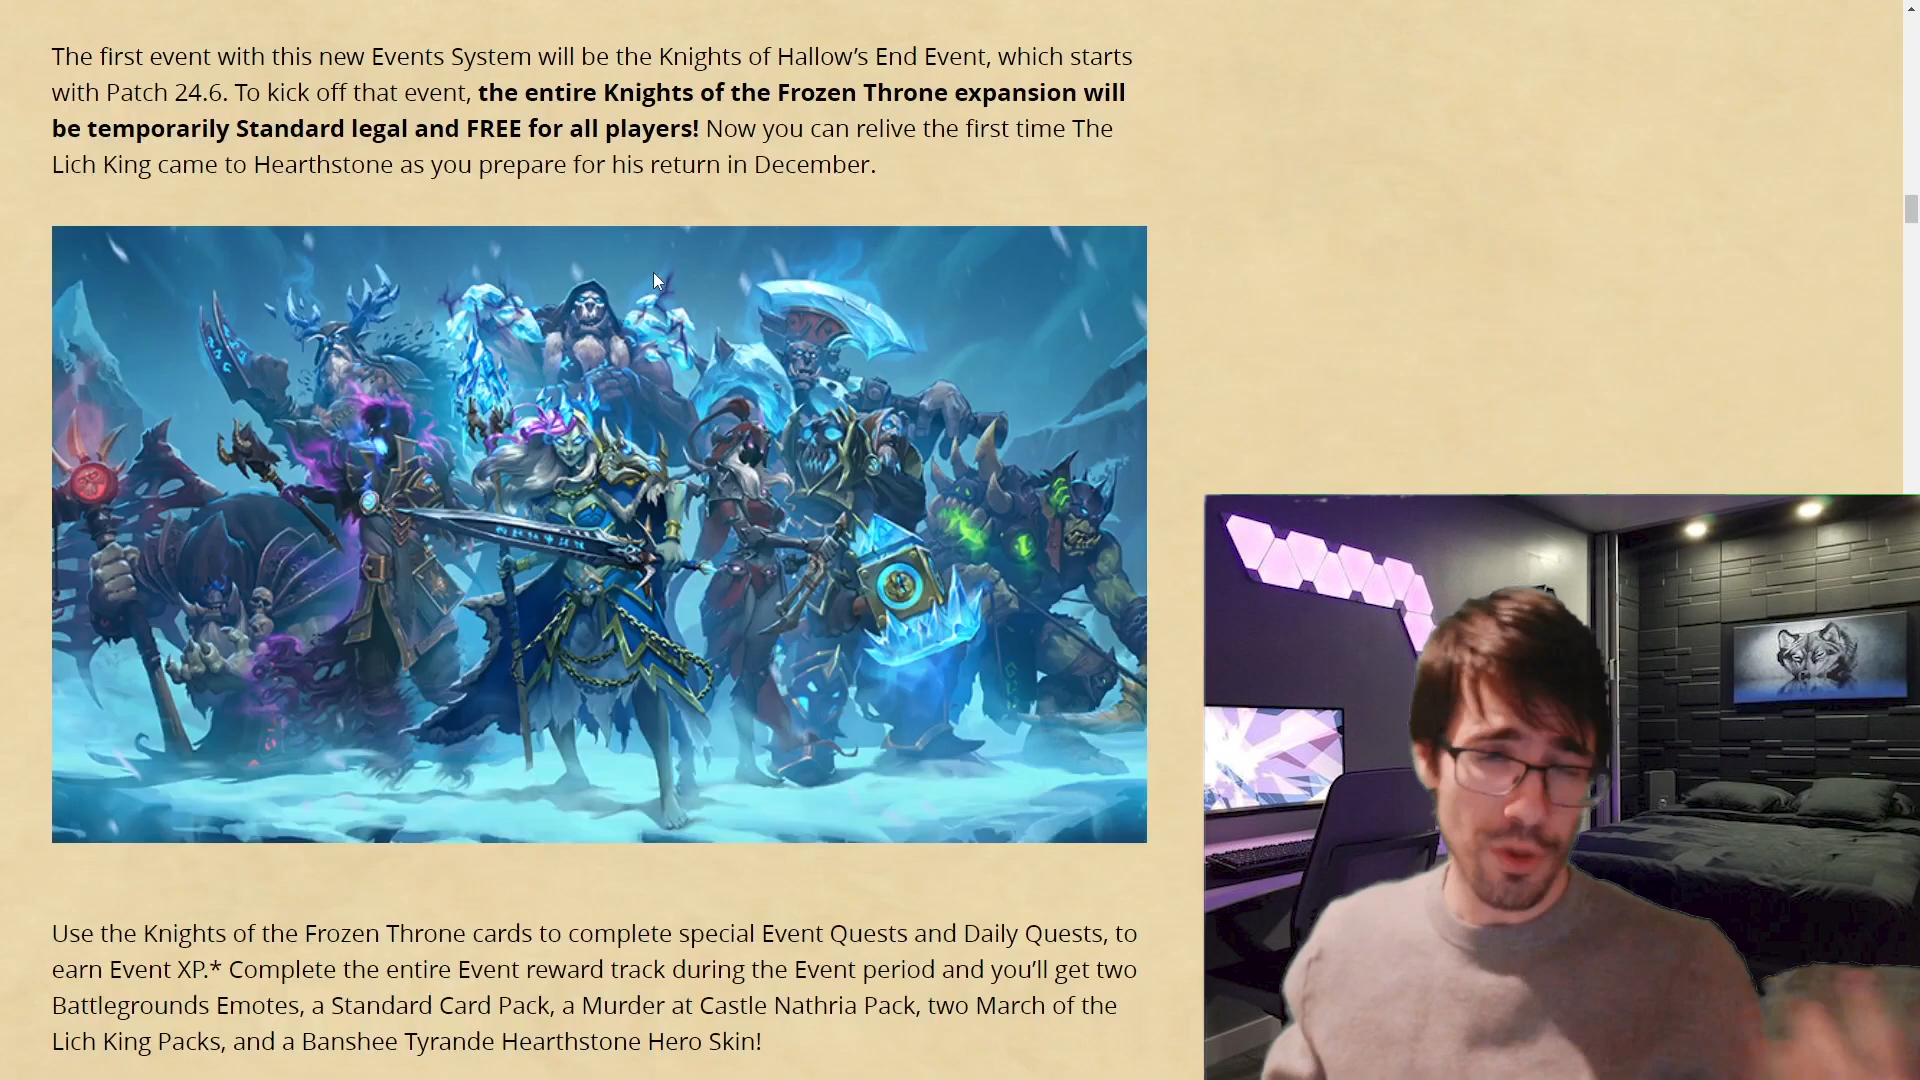 The first event with this new Events System will be the Knights of Hallow’s End Event, which starts
with Patch 24.6. To kick off that event, the entire Knights of the Frozen Throne expansion will
be temporarily Standard legal and FREE for all players! Now you can relive the first time The
Lich King came to Hearthstone as you prepare for his return in December.
Use the Knights of the Frozen Throne cards to complete special Event Quests and Daily Quests, to
earn Event XP.* Complete the entire Event reward track during the Event period and you’ll get two
Battlegrounds Emotes, a Standard Card Pack, a Murder at Castle Nathria Pack, two March of the
Lich King Packs, and a Banshee Tyrande Hearthstone Hero Skin!